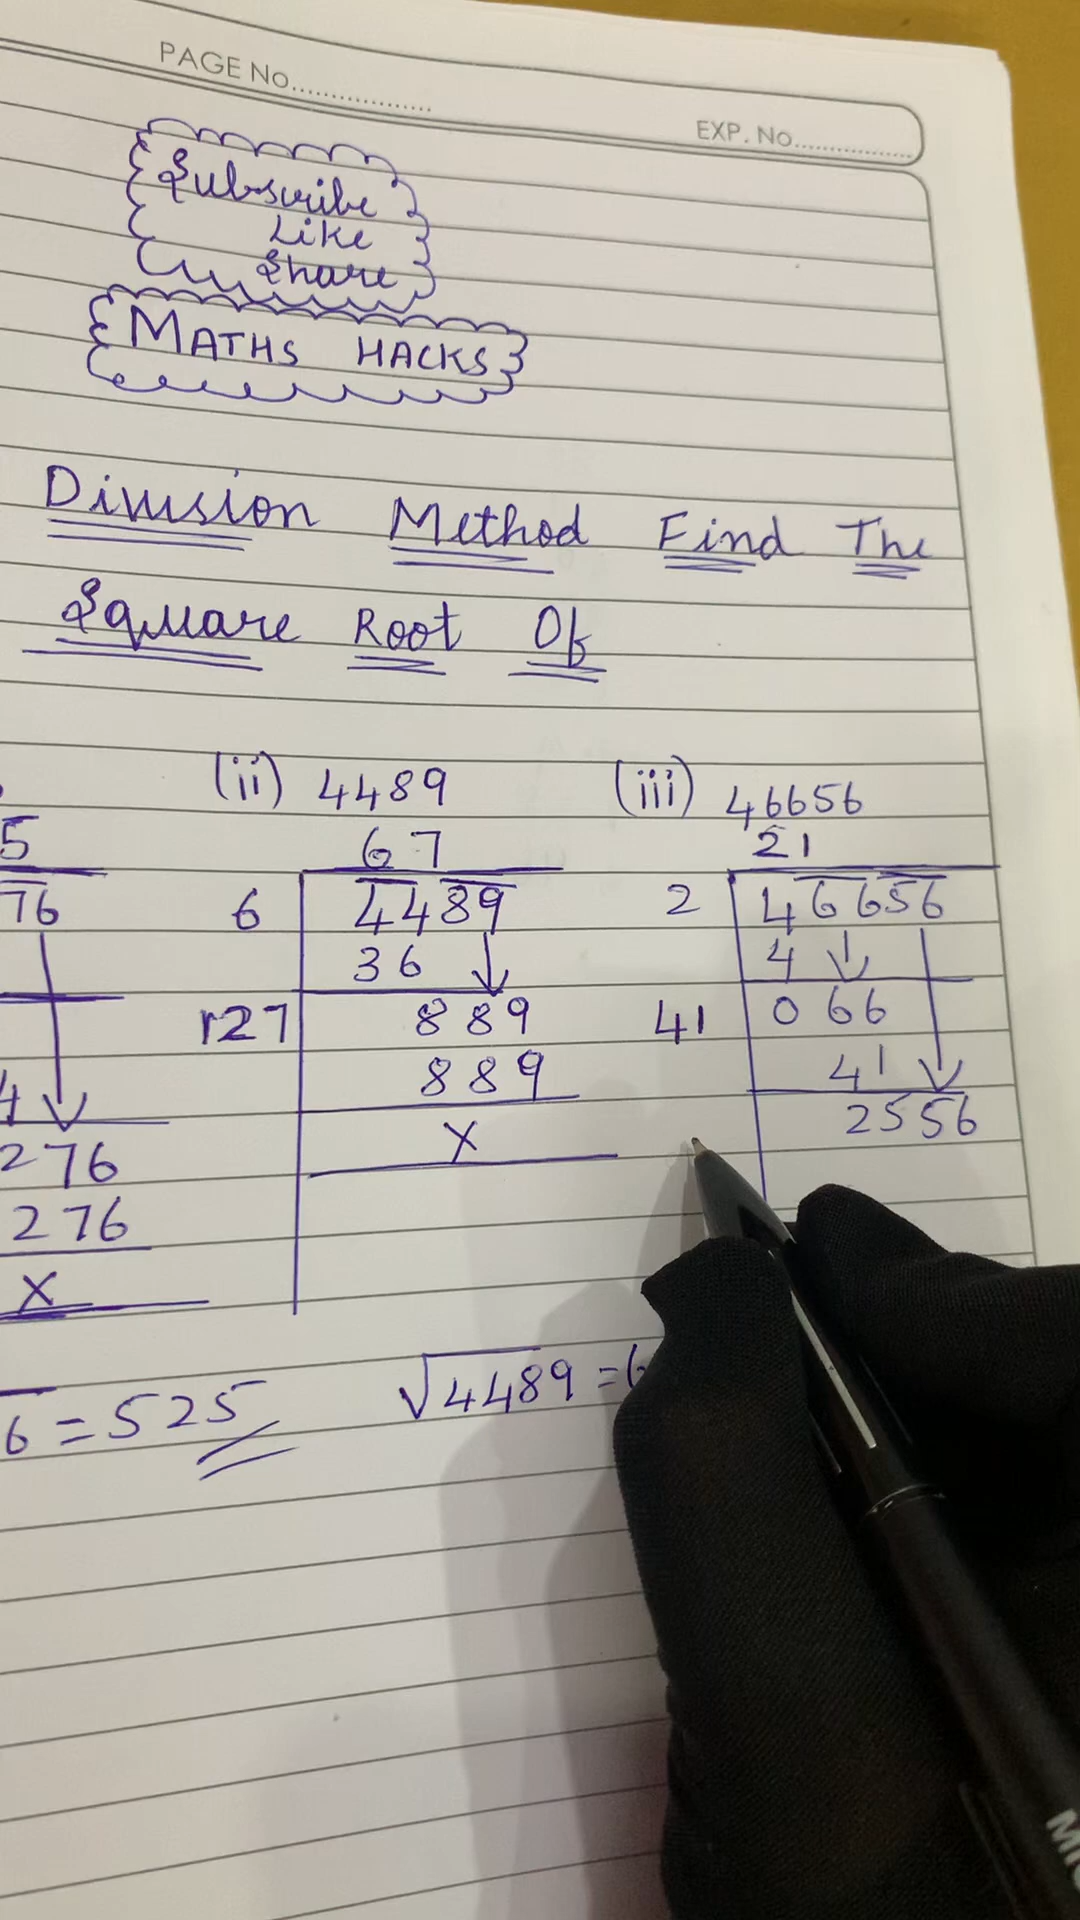 PAGE No.
EXP. No.
Subscribe
Like
Share
MATHS HACKS
Division Method Find The
Square Root Of
(ii) 4489
(iii) 46656
5
67
21
76
6
4489
2
46656
36
4
127
889
41
066
889
41
276
X
2556
276
X
6 = 525
√4489 = 6